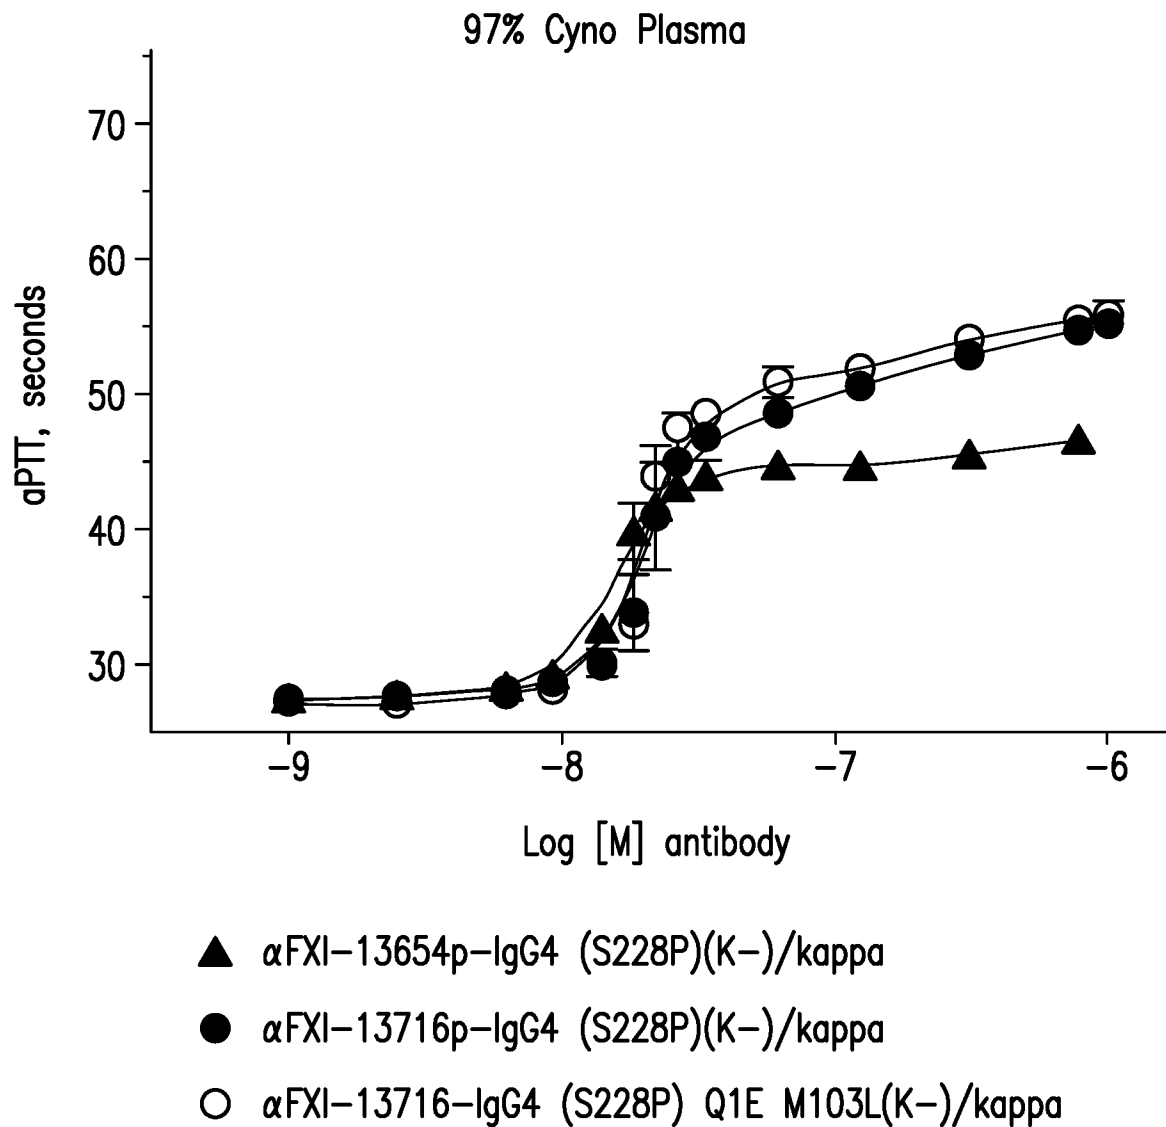 97% Cyno Plasma
70
60
50
40
30
aPTT, seconds
−9 −8 −7 −6
Log [M] antibody
αFXI−13654p−IgG4 (S228P)(K−)/kappa
αFXI−13716p−IgG4 (S228P)(K−)/kappa
αFXI−13716−IgG4 (S228P) Q1E M103L(K−)/kappa